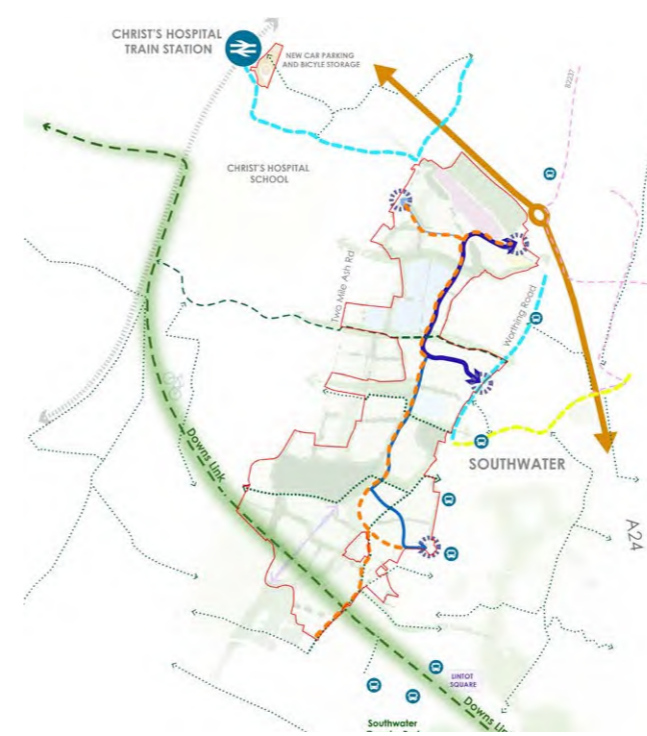 CHRIST'S HOSPITAL
TRAIN STATION
NEW CAR PARKING
AND BICYLE STORAGE
B2237
CHRIST'S HOSPITAL
SCHOOL
Two Mile Ash Rd
Worthing Road
Downs Link
SOUTHWATER
A24
LINTOT
SQUARE
Downs Link
Southwater